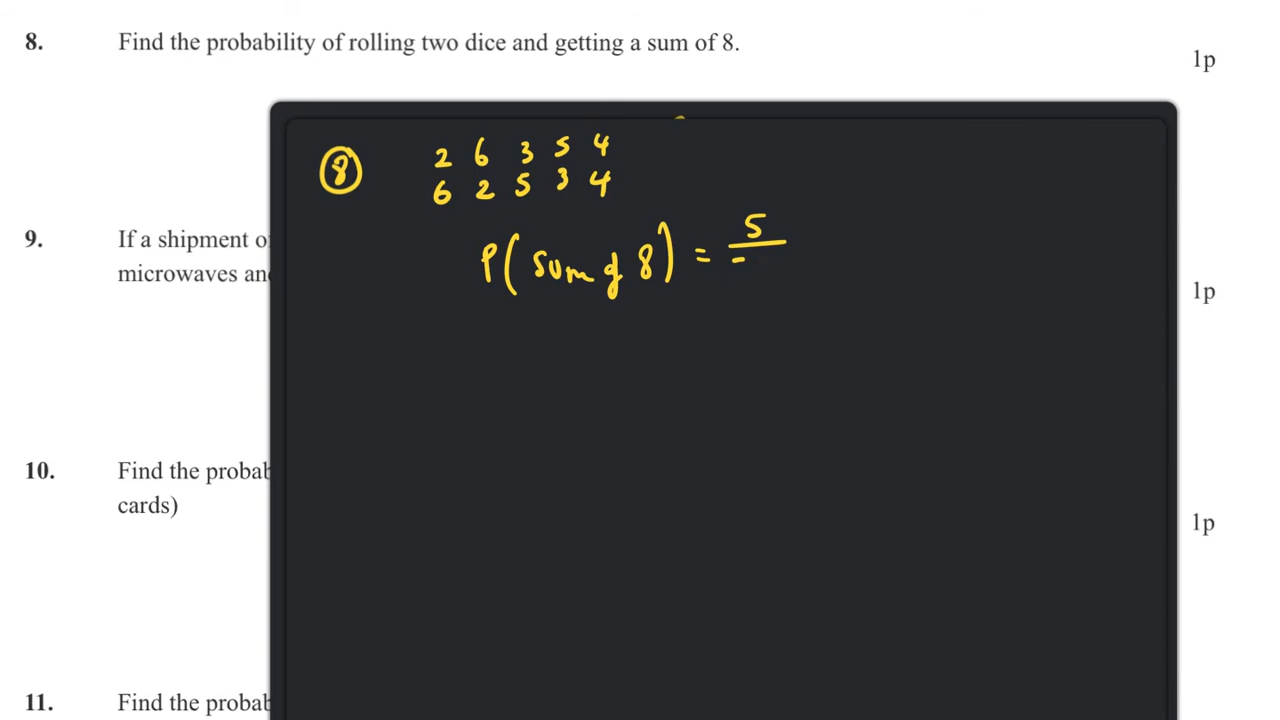 8. Find the probability of rolling two dice and getting a sum of 8.
1p
8
2 6 3 5 4
6 2 5 3 4
P(sum of 8) = 5
9. If a shipment o
microwaves an
1p
10. Find the probab
cards)
1p
11. Find the probab